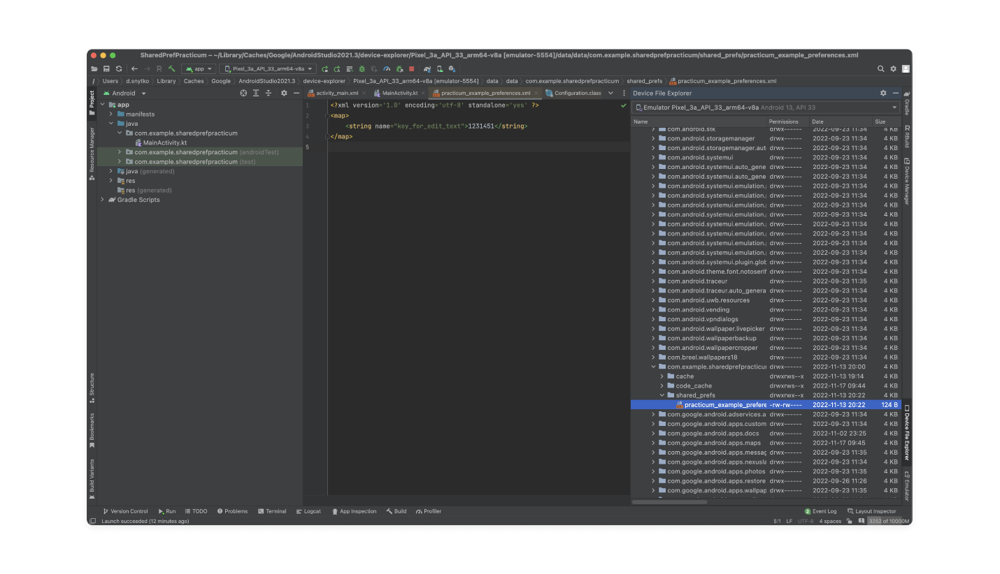 SharedPrefPracticum – ~/Library/Caches/Google/AndroidStudio2021.3/device-explorer/Pixel_3a_API_33_arm64-v8a [emulator-5554]/data/data/com.example.sharedprefpracticum/shared_prefs/practicum_example_preferences.xml
app Pixel_3a_API_33_arm64-v8a
/ Users d.snytko Library Caches Google AndroidStudio2021.3 device-explorer Pixel_3a_API_33_arm64-v8a [emulator-5554] data data com.example.sharedprefpracticum shared_prefs practicum_example_preferences.xml
Project
Resource Manager
Structure
Bookmarks
Build Variants
Android
app
manifests
java
com.example.sharedprefpracticum
MainActivity.kt
com.example.sharedprefpracticum (androidTest)
com.example.sharedprefpracticum (test)
java (generated)
res
res (generated)
Gradle Scripts
activity_main.xml MainActivity.kt practicum_example_preferences.xml Configuration.class
1 <?xml version='1.0' encoding='utf-8' standalone='yes' ?>
2 <map>
3 <string name="key_for_edit_text">1231451</string>
4 </map>
5
Device File Explorer
Emulator Pixel_3a_API_33_arm64-v8a Android 13, API 33
Name Permissions Date Size
com.android.stk drwx------ 2022-09-23 11:34 4 KB
com.android.storagemanager drwx------ 2022-09-23 11:34 4 KB
com.android.storagemanager.aut drwx------ 2022-09-23 11:34 4 KB
com.android.systemui drwx------ 2022-09-23 11:34 4 KB
com.android.systemui.auto_gene drwx------ 2022-09-23 11:34 4 KB
com.android.systemui.auto_gene drwx------ 2022-09-23 11:34 4 KB
com.android.systemui.emulation. drwx------ 2022-09-23 11:34 4 KB
com.android.systemui.emulation. drwx------ 2022-09-23 11:34 4 KB
com.android.systemui.emulation. drwx------ 2022-09-23 11:34 4 KB
com.android.systemui.emulation. drwx------ 2022-09-23 11:34 4 KB
com.android.systemui.emulation. drwx------ 2022-09-23 11:34 4 KB
com.android.systemui.emulation. drwx------ 2022-09-23 11:34 4 KB
com.android.systemui.emulation. drwx------ 2022-09-23 11:34 4 KB
com.android.systemui.emulation. drwx------ 2022-09-23 11:34 4 KB
com.android.systemui.plugin.glob drwx------ 2022-09-23 11:34 4 KB
com.android.theme.font.notoserif drwx------ 2022-09-23 11:34 4 KB
com.android.traceur drwx------ 2022-09-23 11:35 4 KB
com.android.traceur.auto_genera drwx------ 2022-09-23 11:34 4 KB
com.android.uwb.resources drwx------ 2022-09-23 11:34 4 KB
com.android.vending drwx------ 2022-09-23 11:34 4 KB
com.android.vpndialogs drwx------ 2022-09-23 11:34 4 KB
com.android.wallpaper.livepicker drwx------ 2022-09-23 11:34 4 KB
com.android.wallpaperbackup drwx------ 2022-09-23 11:34 4 KB
com.android.wallpapercropper drwx------ 2022-09-23 11:34 4 KB
com.breel.wallpapers18 drwx------ 2022-09-23 11:34 4 KB
com.example.sharedprefpracticu drwx------ 2022-11-13 20:00 4 KB
cache drwxrws--x 2022-11-13 19:14 4 KB
code_cache drwxrws--x 2022-11-17 09:44 4 KB
shared_prefs drwxrwx--x 2022-11-13 20:22 4 KB
practicum_example_prefere -rw-rw---- 2022-11-13 20:22 124 B
com.google.android.adservices.a drwx------ 2022-09-23 11:34 4 KB
com.google.android.apps.custom drwx------ 2022-09-23 11:34 4 KB
com.google.android.apps.docs drwx------ 2022-11-02 23:25 4 KB
com.google.android.apps.maps drwx------ 2022-11-17 09:45 4 KB
com.google.android.apps.messag drwx------ 2022-09-23 11:35 4 KB
com.google.android.apps.nexusla drwx------ 2022-09-23 11:34 4 KB
com.google.android.apps.photos drwx------ 2022-09-23 11:35 4 KB
com.google.android.apps.restore drwx------ 2022-09-26 11:26 4 KB
com.google.android.apps.wallpap drwx------ 2022-09-23 11:35 4 KB
Gradle
RBuild
Device Manager
Device File Explorer
Emulator
Version Control Run TODO Problems Terminal Logcat App Inspection Build Profiler 2 Event Log Layout Inspector
Launch succeeded (12 minutes ago) 5:1 LF UTF-8 4 spaces 3252 of 10000M